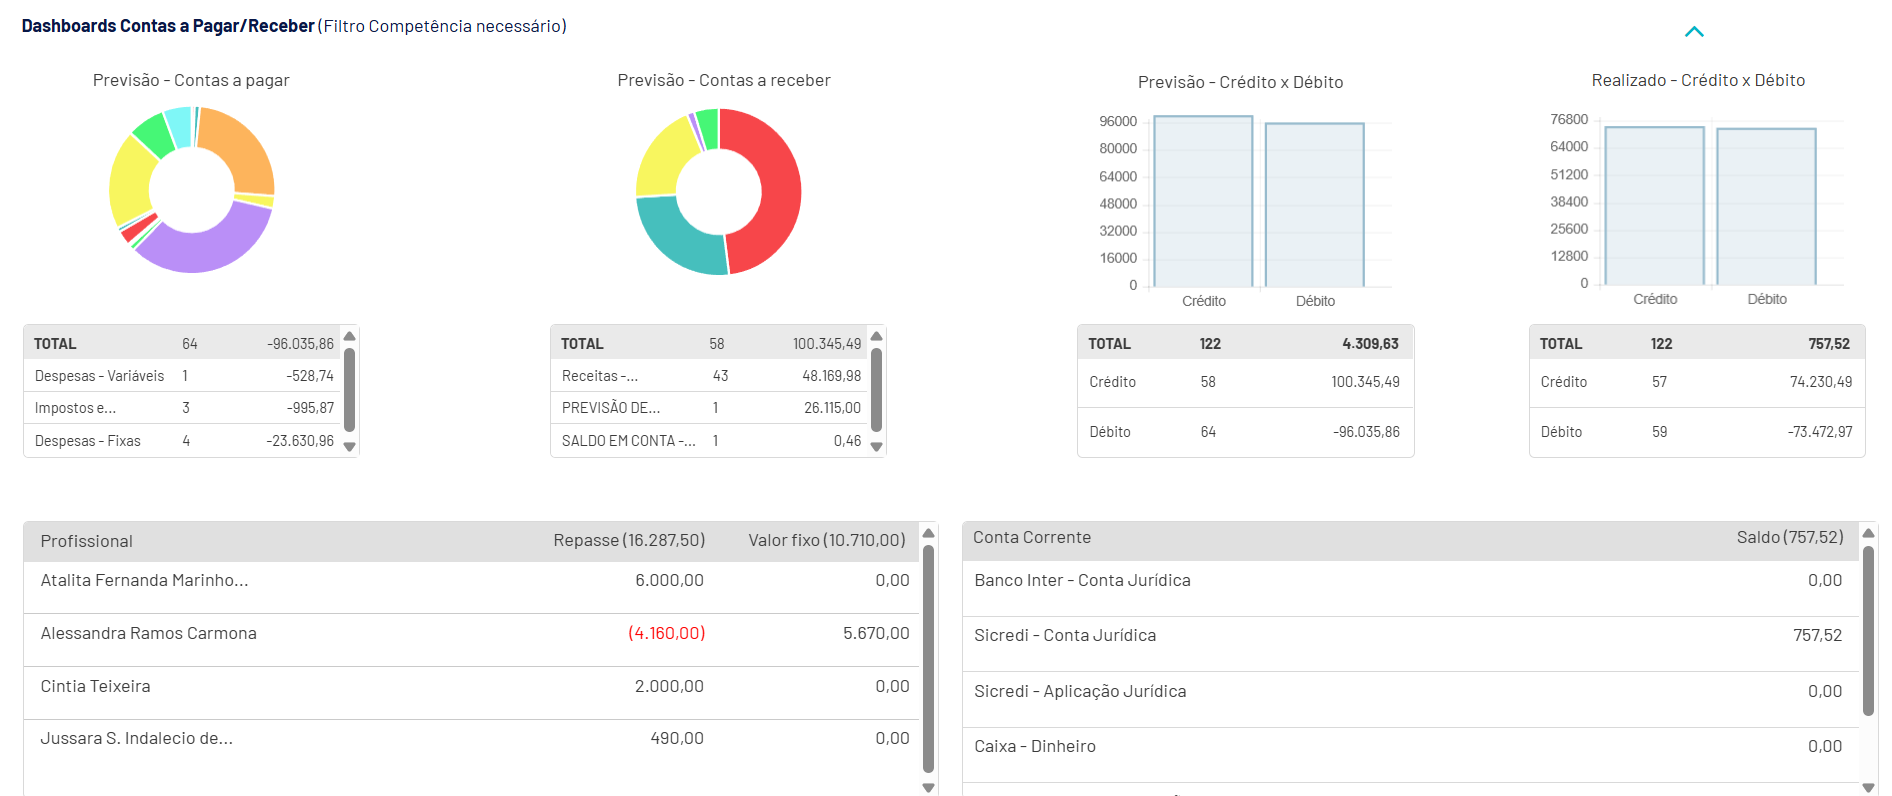 Dashboards Contas a Pagar/Receber (Filtro Competência necessário)
Previsão - Contas a pagar
TOTAL 64 -96.035,86
Despesas - Variáveis 1 -528,74
Impostos e... 3 -995,87
Despesas - Fixas 4 -23.630,96
Previsão - Contas a receber
TOTAL 58 100.345,49
Receitas -... 43 48.169,98
PREVISÃO DE... 1 26.115,00
SALDO EM CONTA -... 1 0,46
Previsão - Crédito x Débito
96000
80000
64000
48000
32000
16000
0
Crédito Débito
TOTAL 122 4.309,63
Crédito 58 100.345,49
Débito 64 -96.035,86
Realizado - Crédito x Débito
76800
64000
51200
38400
25600
12800
0
Crédito Débito
TOTAL 122 757,52
Crédito 57 74.230,49
Débito 59 -73.472,97
Profissional Repasse (16.287,50) Valor fixo (10.710,00)
Atalita Fernanda Marinho... 6.000,00 0,00
Alessandra Ramos Carmona (4.160,00) 5.670,00
Cintia Teixeira 2.000,00 0,00
Jussara S. Indalecio de... 490,00 0,00
Conta Corrente Saldo (757,52)
Banco Inter - Conta Jurídica 0,00
Sicredi - Conta Jurídica 757,52
Sicredi - Aplicação Jurídica 0,00
Caixa - Dinheiro 0,00